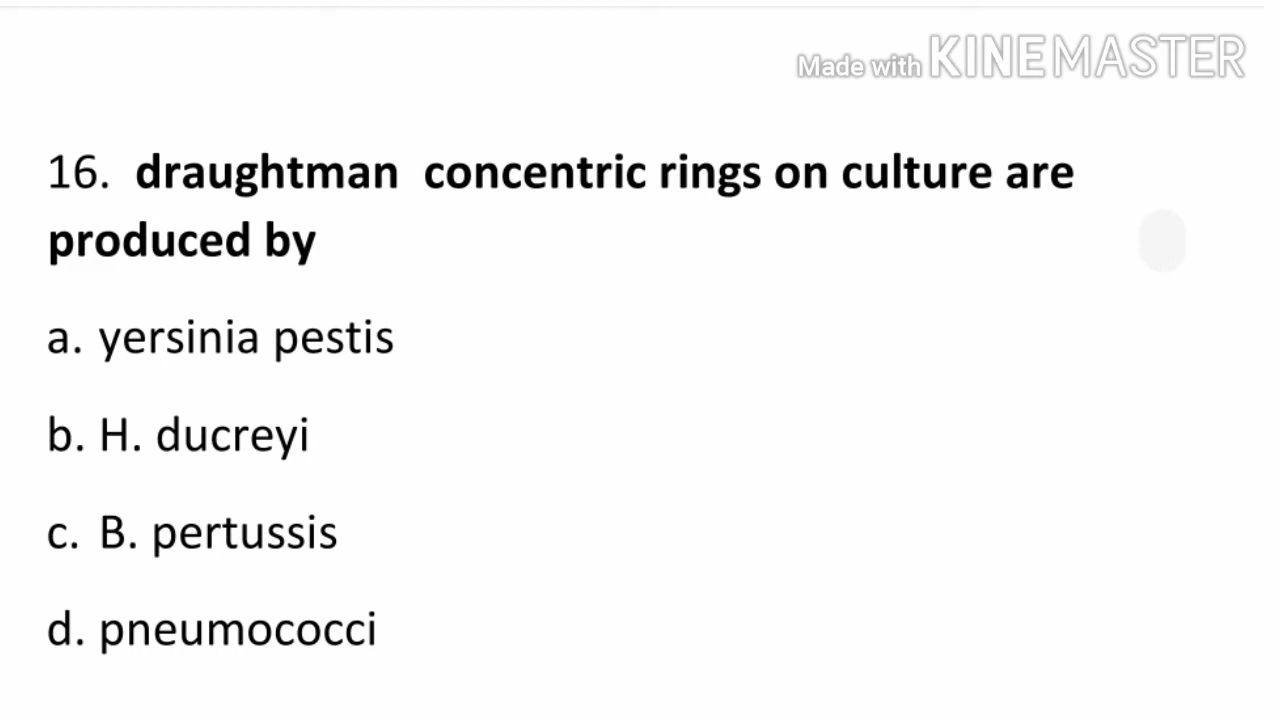 Made with KINEMASTER
16. draughtman concentric rings on culture are
produced by
a. yersinia pestis
b. H. ducreyi
c. B. pertussis
d. pneumococci